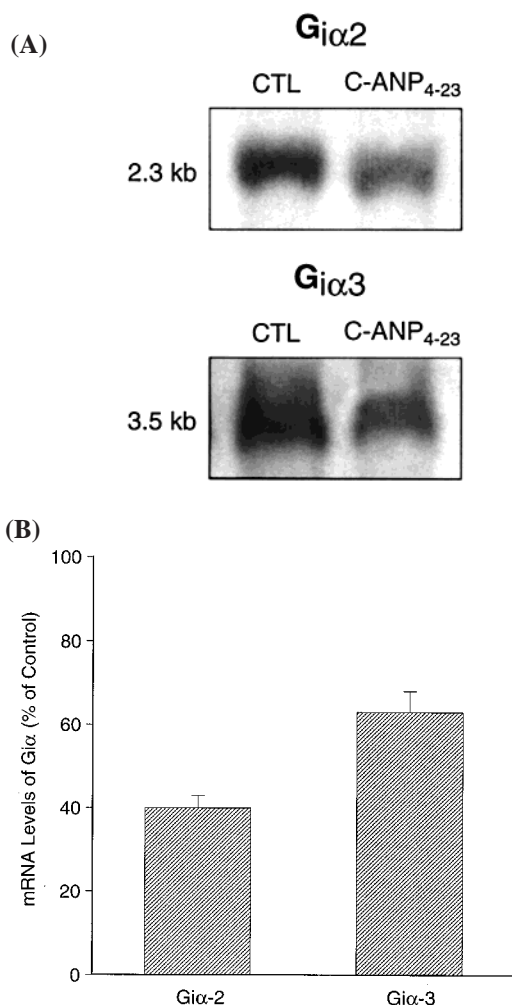 (A)
Giα2
CTL C-ANP4-23
2.3 kb
Giα3
CTL C-ANP4-23
3.5 kb
(B)
mRNA Levels of Giα (% of Control)
100
80
60
40
20
0
Giα-2 Giα-3